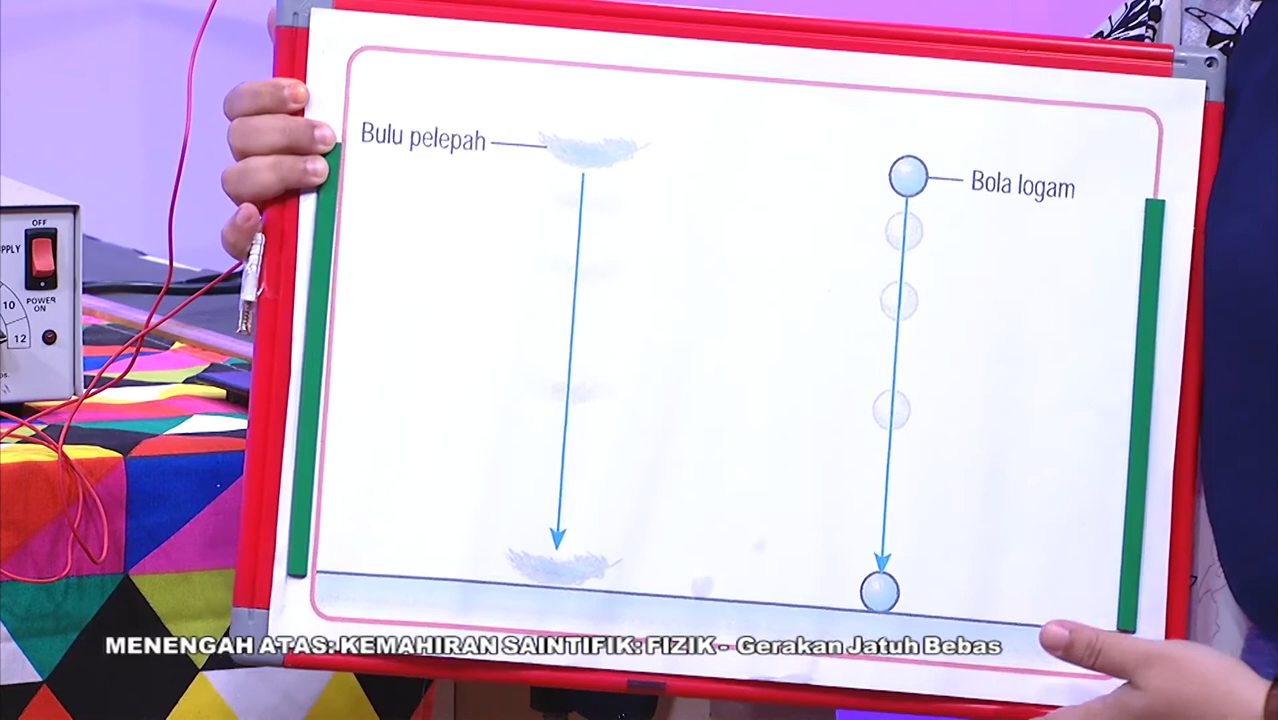 Bulu pelepah
Bola logam
OFF
PPLY
10
POWER
ON
12
MENENGAH ATAS: KEMAHIRAN SAINTIFIK: FIZIK - Gerakan Jatuh Bebas